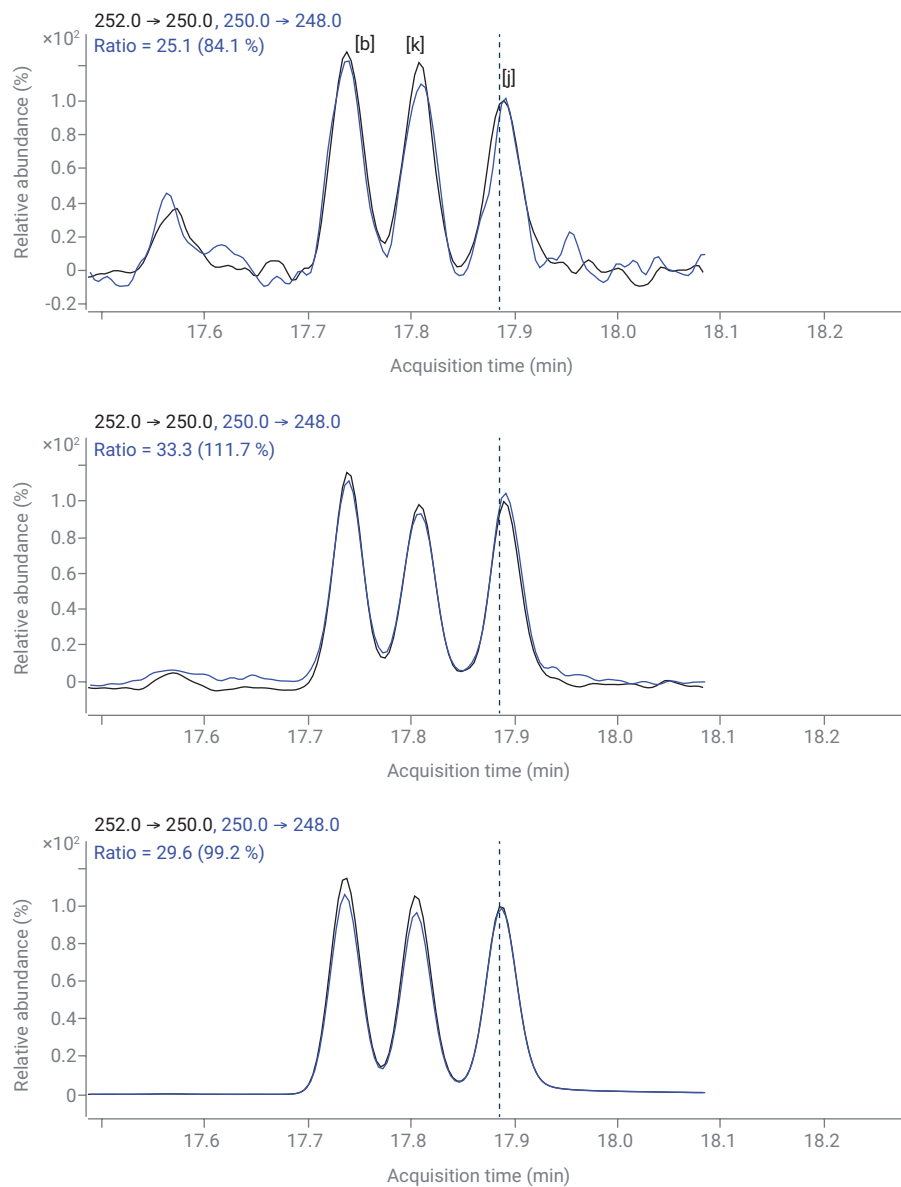 252.0 → 250.0, 250.0 → 248.0
×10²
Ratio = 25.1 (84.1 %)
[b]
[k]
[j]
1.0
0.8
0.6
0.4
0.2
0
-0.2
Relative abundance (%)
17.6 17.7 17.8 17.9 18.0 18.1 18.2
Acquisition time (min)
252.0 → 250.0, 250.0 → 248.0
×10²
Ratio = 33.3 (111.7 %)
1.0
0.8
0.6
0.4
0.2
0
Relative abundance (%)
17.6 17.7 17.8 17.9 18.0 18.1 18.2
Acquisition time (min)
252.0 → 250.0, 250.0 → 248.0
×10²
Ratio = 29.6 (99.2 %)
1.0
0.8
0.6
0.4
0.2
0
Relative abundance (%)
17.6 17.7 17.8 17.9 18.0 18.1 18.2
Acquisition time (min)